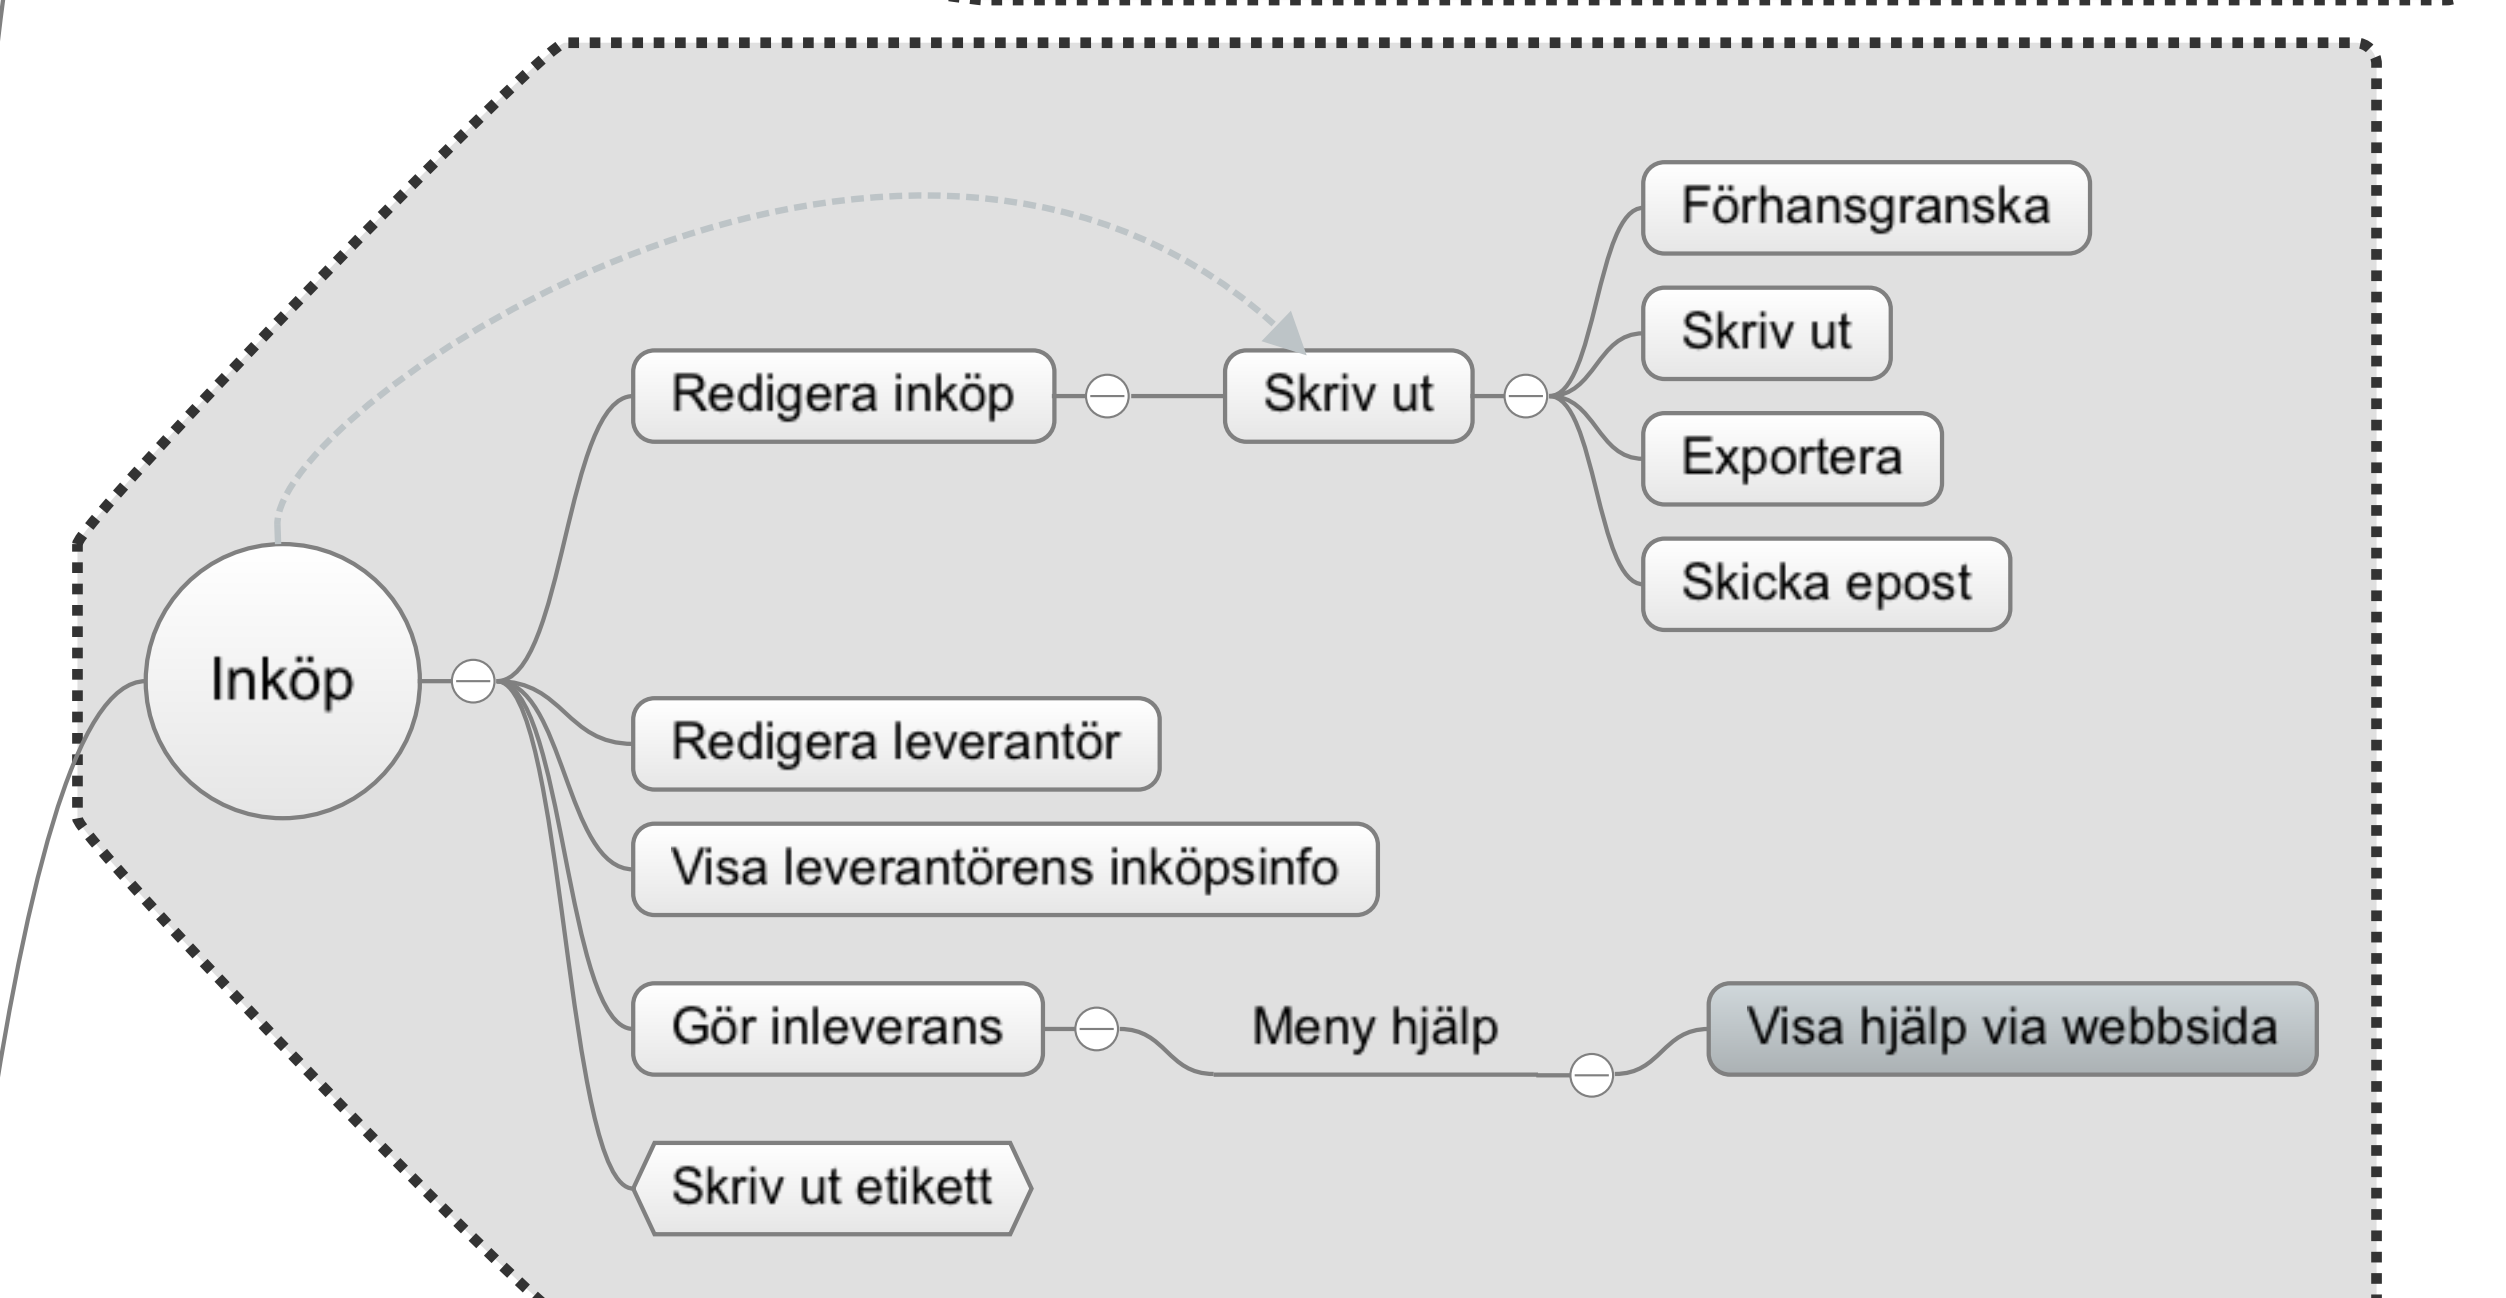 Inköp
Redigera inköp
Skriv ut
Förhansgranska
Skriv ut
Exportera
Skicka epost
Redigera leverantör
Visa leverantörens inköpsinfo
Gör inleverans
Meny hjälp
Visa hjälp via webbsida
Skriv ut etikett